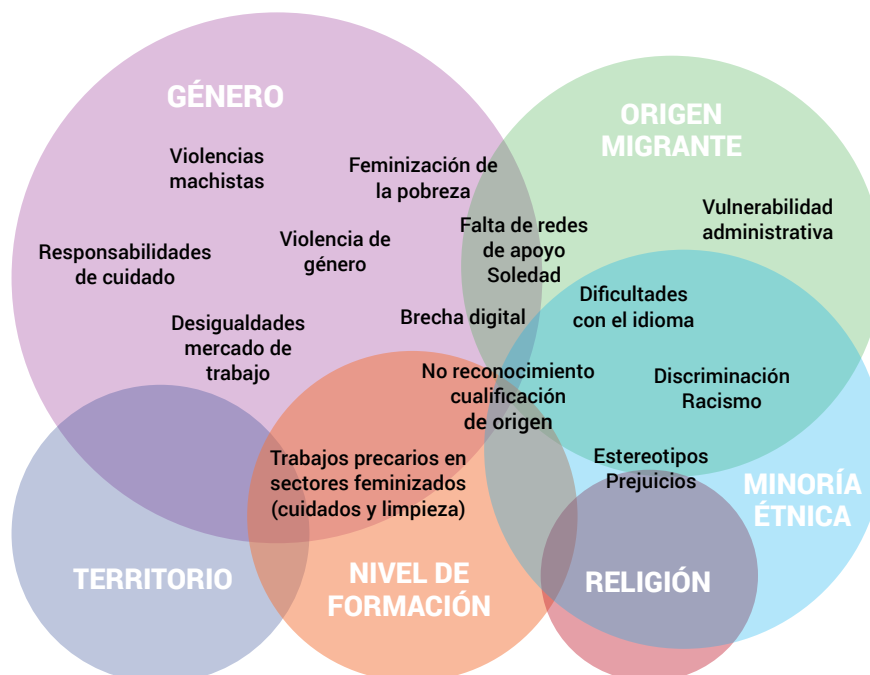 GÉNERO
Violencias
machistas
Feminización de
la pobreza
Responsabilidades
de cuidado
Violencia de
género
Desigualdades
mercado de
trabajo
Brecha digital
ORIGEN
MIGRANTE
Vulnerabilidad
administrativa
Falta de redes
de apoyo
Soledad
Dificultades
con el idioma
No reconocimiento
cualificación
de origen
Discriminación
Racismo
Estereotipos
Prejuicios
MINORÍA
ÉTNICA
Trabajos precarios en
sectores feminizados
(cuidados y limpieza)
TERRITORIO
NIVEL DE
FORMACIÓN
RELIGIÓN